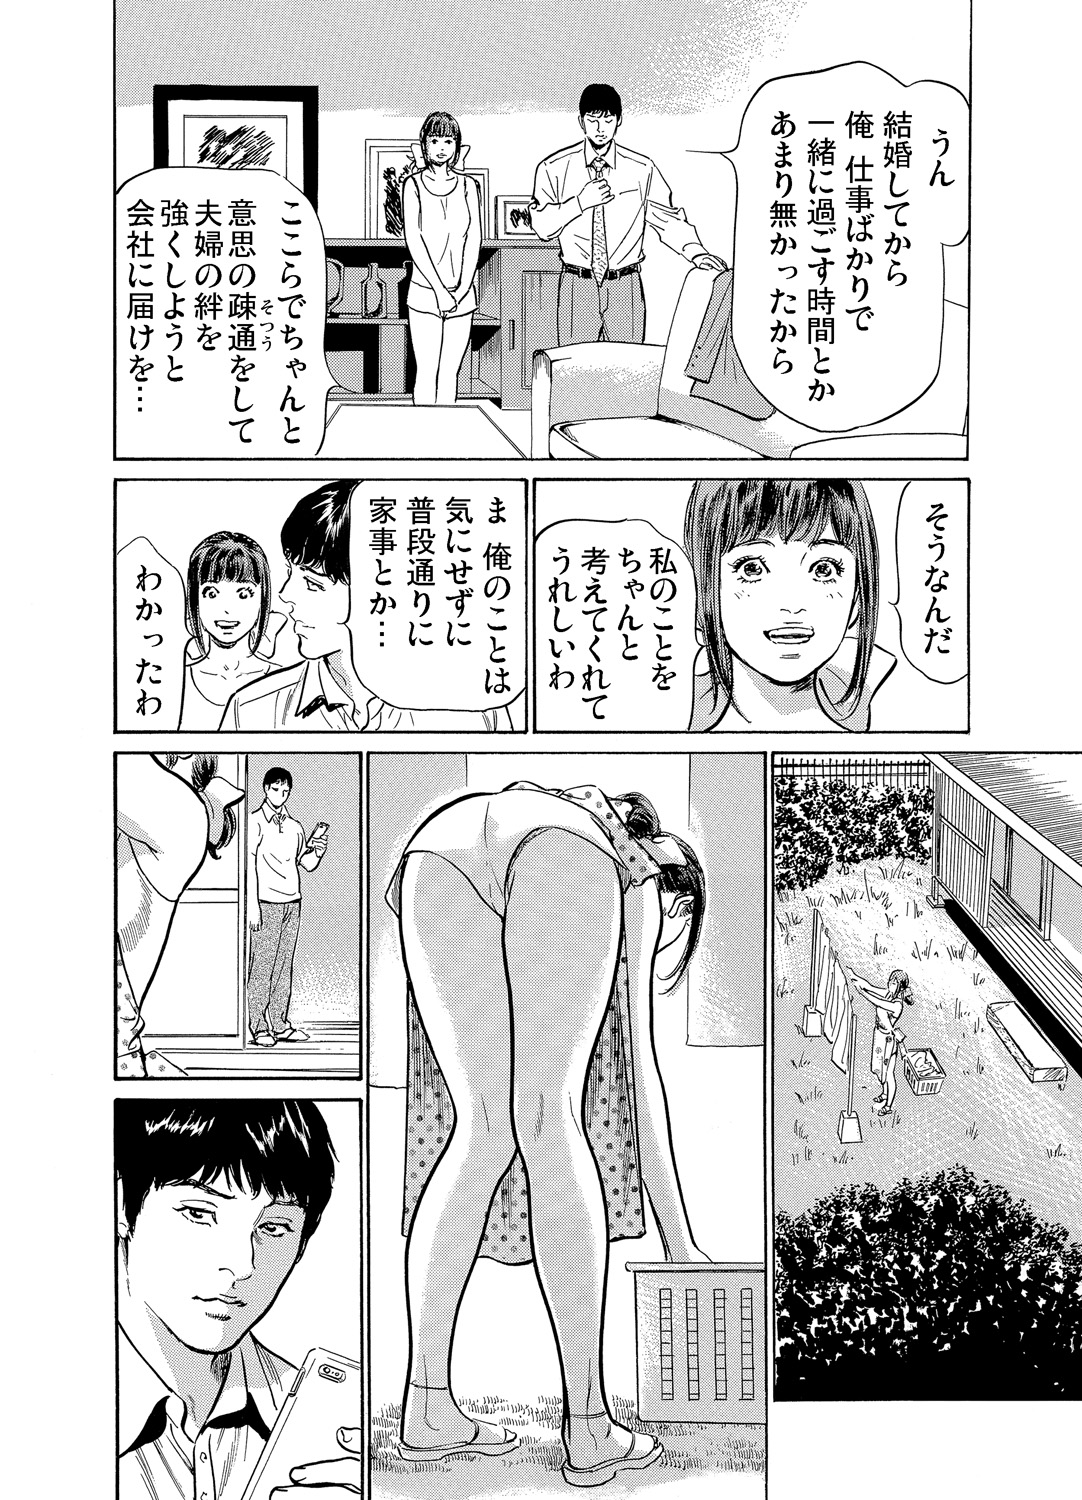 うん
結婚してから
俺 仕事ばかりで
一緒に過ごす時間とか
あまり無かったから
ここらでちゃんと
意思の疎通をして
そつう
夫婦の絆を
強くしようと
会社に届けを…
そうなんだ
私のことを
ちゃんと
考えてくれて
うれしいわ
ま 俺のことは
気にせずに
普段通りに
家事とか…
わかったわ